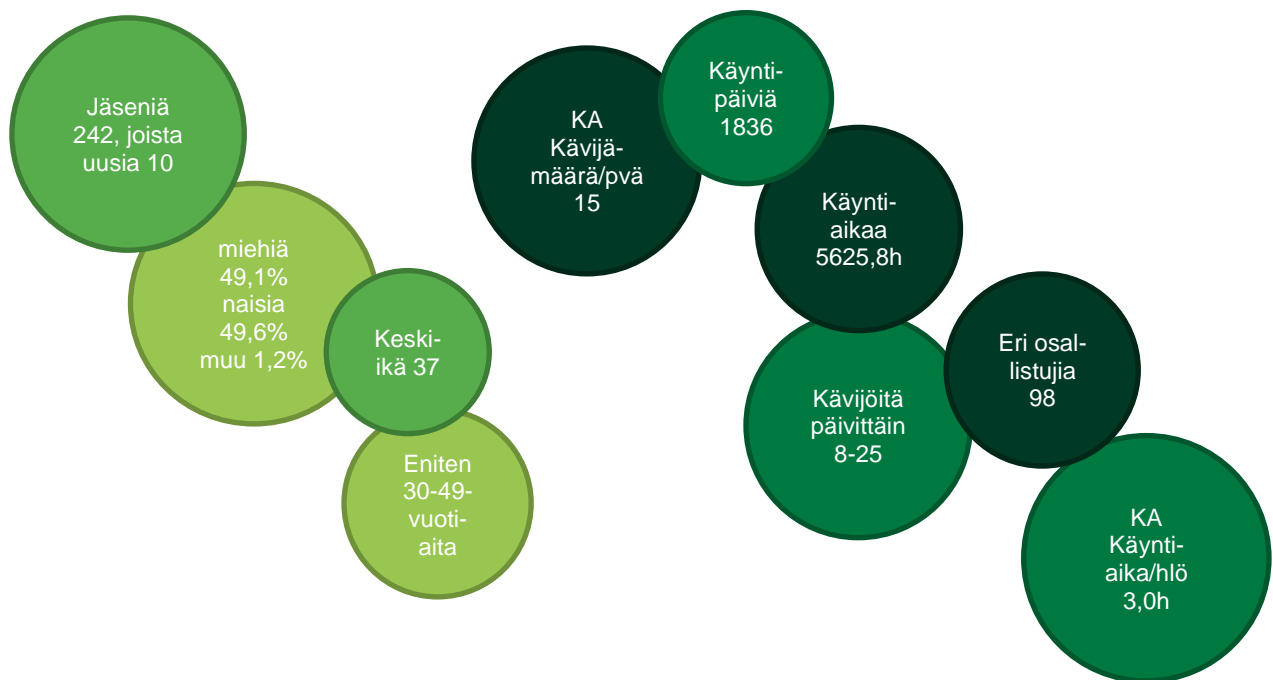 Jäseniä
242, joista
uusia 10
miehiä
49,1%
naisia
49,6%
muu 1,2%
Keski-
ikä 37
Eniten
30-49-
vuoti-
aita
KA
Kävijä-
määrä/pvä
15
Käynti-
päiviä
1836
Käynti-
aikaa
5625,8h
Kävijöitä
päivittäin
8-25
Eri osal-
listujia
98
KA
Käynti-
aika/hlö
3,0h